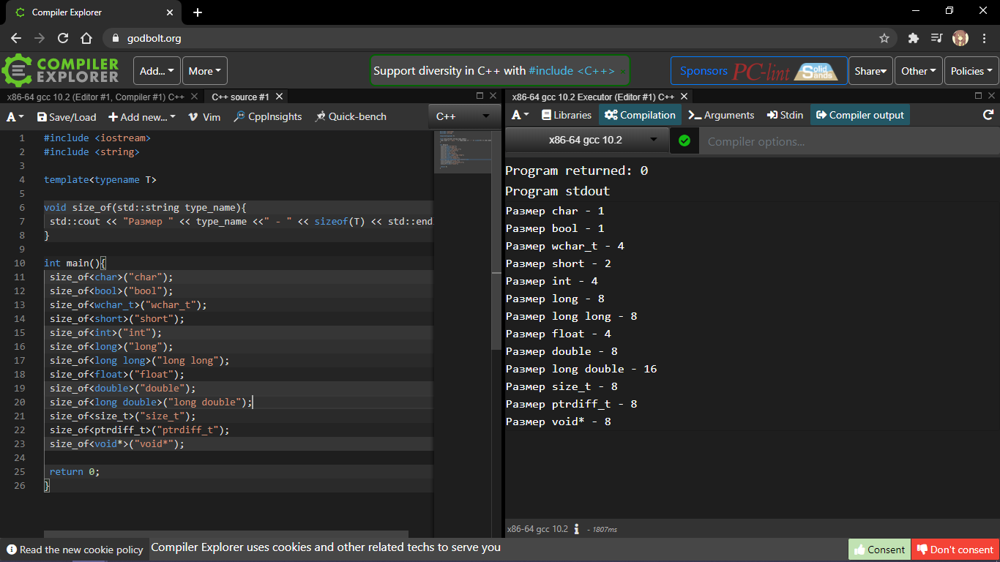 Compiler Explorer
godbolt.org
COMPILER EXPLORER
Add... More
Support diversity in C++ with #include <C++>
Sponsors PC-lint Solid Sands Share Other Policies
x86-64 gcc 10.2 (Editor #1, Compiler #1) C++ C++ source #1
A Save/Load Add new... Vim CppInsights Quick-bench C++
1 #include <iostream>
2 #include <string>
3
4 template<typename T>
5
6 void size_of(std::string type_name){
7 std::cout << "Размер " << type_name <<" - " << sizeof(T) << std::end
8 }
9
10 int main(){
11 size_of<char>("char");
12 size_of<bool>("bool");
13 size_of<wchar_t>("wchar_t");
14 size_of<short>("short");
15 size_of<int>("int");
16 size_of<long>("long");
17 size_of<long long>("long long");
18 size_of<float>("float");
19 size_of<double>("double");
20 size_of<long double>("long double");
21 size_of<size_t>("size_t");
22 size_of<ptrdiff_t>("ptrdiff_t");
23 size_of<void*>("void*");
24
25 return 0;
26 }
x86-64 gcc 10.2 Executor (Editor #1) C++
A Libraries Compilation Arguments Stdin Compiler output
x86-64 gcc 10.2 Compiler options...
Program returned: 0
Program stdout
Размер char - 1
Размер bool - 1
Размер wchar_t - 4
Размер short - 2
Размер int - 4
Размер long - 8
Размер long long - 8
Размер float - 4
Размер double - 8
Размер long double - 16
Размер size_t - 8
Размер ptrdiff_t - 8
Размер void* - 8
x86-64 gcc 10.2 - 1807ms
Read the new cookie policy Compiler Explorer uses cookies and other related techs to serve you Consent Don't consent